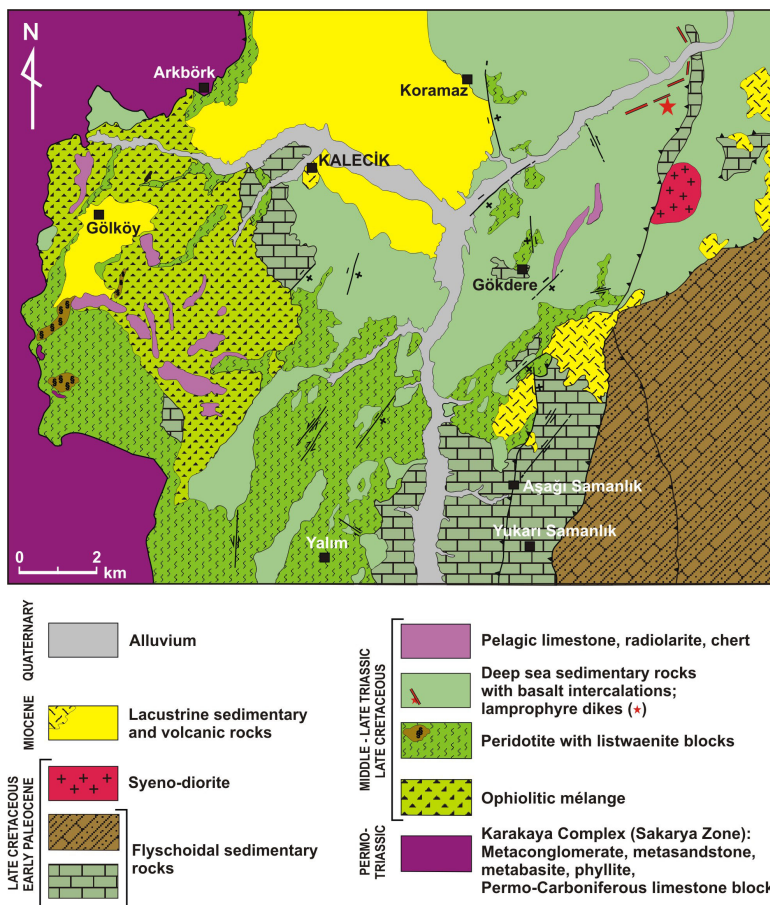 N
Arkbörk
Koramaz
KALECİK
Gölköy
Gökdere
Aşağı Samanlık
Yukarı Samanlık
Yalım
0 2
km
QUATERNARY
Alluvium
MIOCENE
Lacustrine sedimentary
and volcanic rocks
LATE CRETACEOUS
EARLY PALEOCENE
Syeno-diorite
Flyschoidal sedimentary
rocks
MIDDLE - LATE TRIASSIC
LATE CRETACEOUS
Pelagic limestone, radiolarite, chert
Deep sea sedimentary rocks
with basalt intercalations;
lamprophyre dikes (★)
Peridotite with listwaenite blocks
Ophiolitic mélange
PERMO-
TRIASSIC
Karakaya Complex (Sakarya Zone):
Metaconglomerate, metasandstone,
metabasite, phyllite,
Permo-Carboniferous limestone block